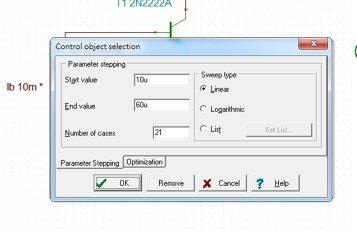 T1 2N2222A
Control object selection
Parameter stepping
Start value 10u
End value 60u
Number of cases 21
Sweep type
Linear
Logarithmic
List Set List...
Ib 10m *
Parameter Stepping Optimization
OK Remove Cancel ? Help